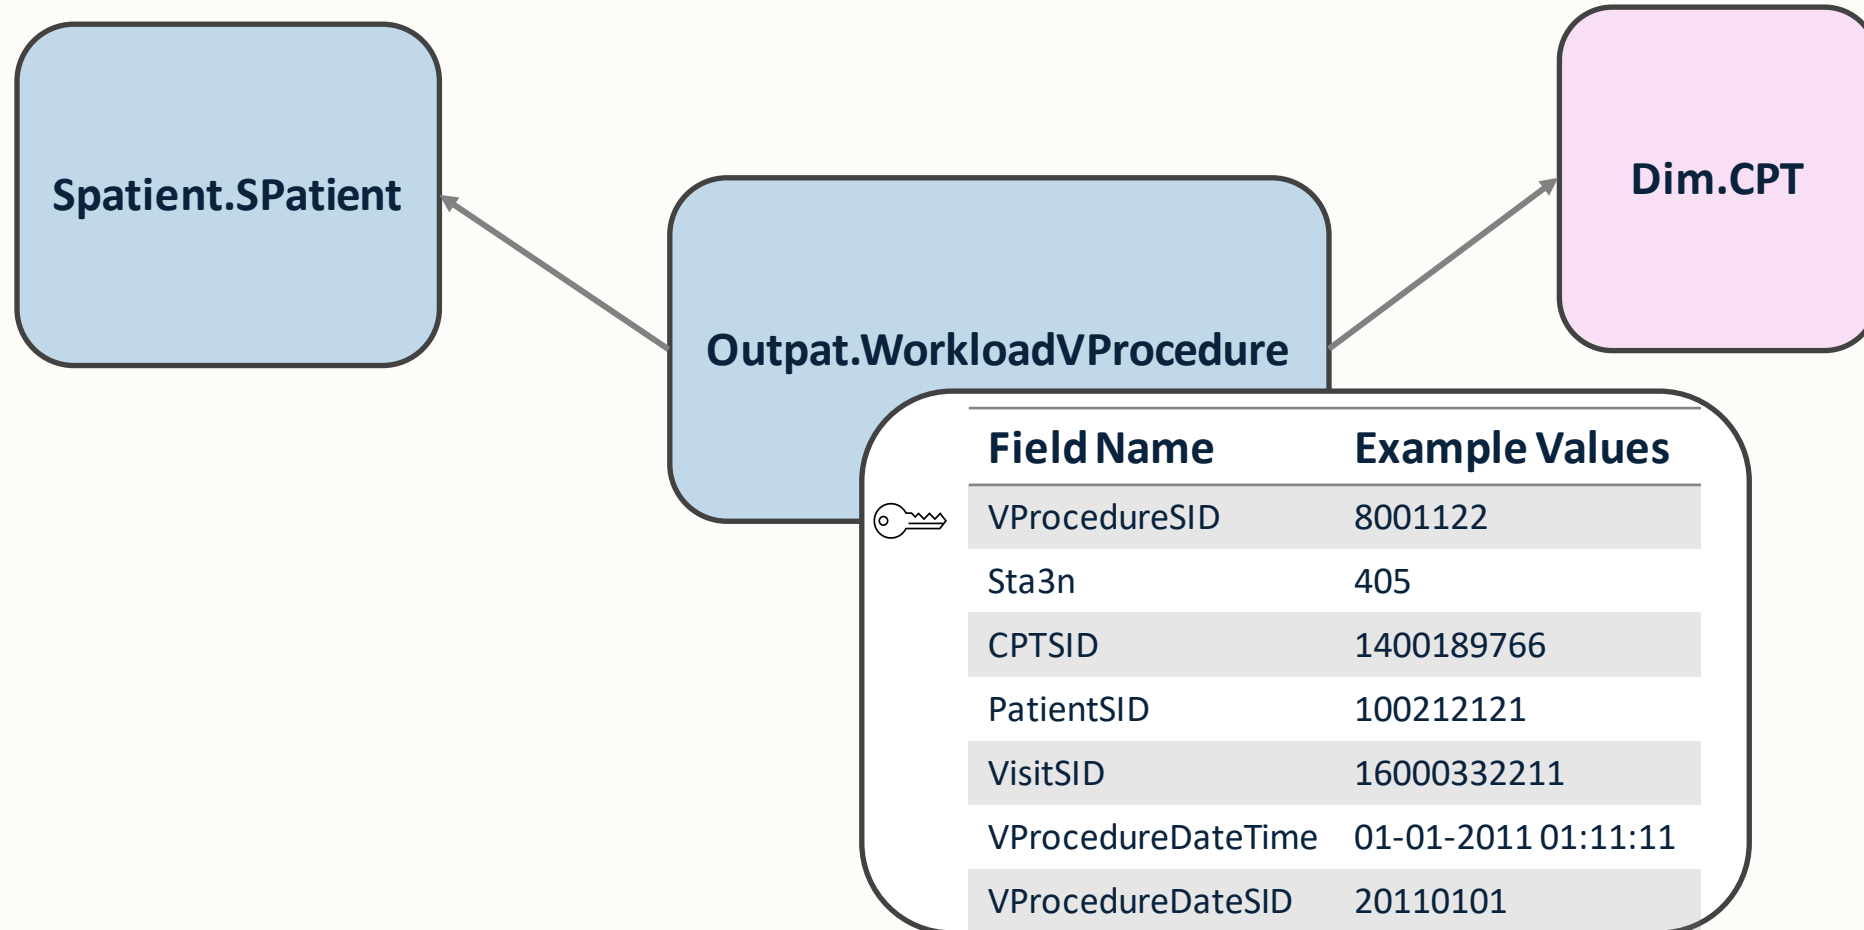 Spatient.SPatient
Dim.CPT
Outpat.WorkloadVProcedure
Field Name Example Values
VProcedureSID 8001122
Sta3n 405
CPTSID 1400189766
PatientSID 100212121
VisitSID 16000332211
VProcedureDateTime 01-01-2011 01:11:11
VProcedureDateSID 20110101